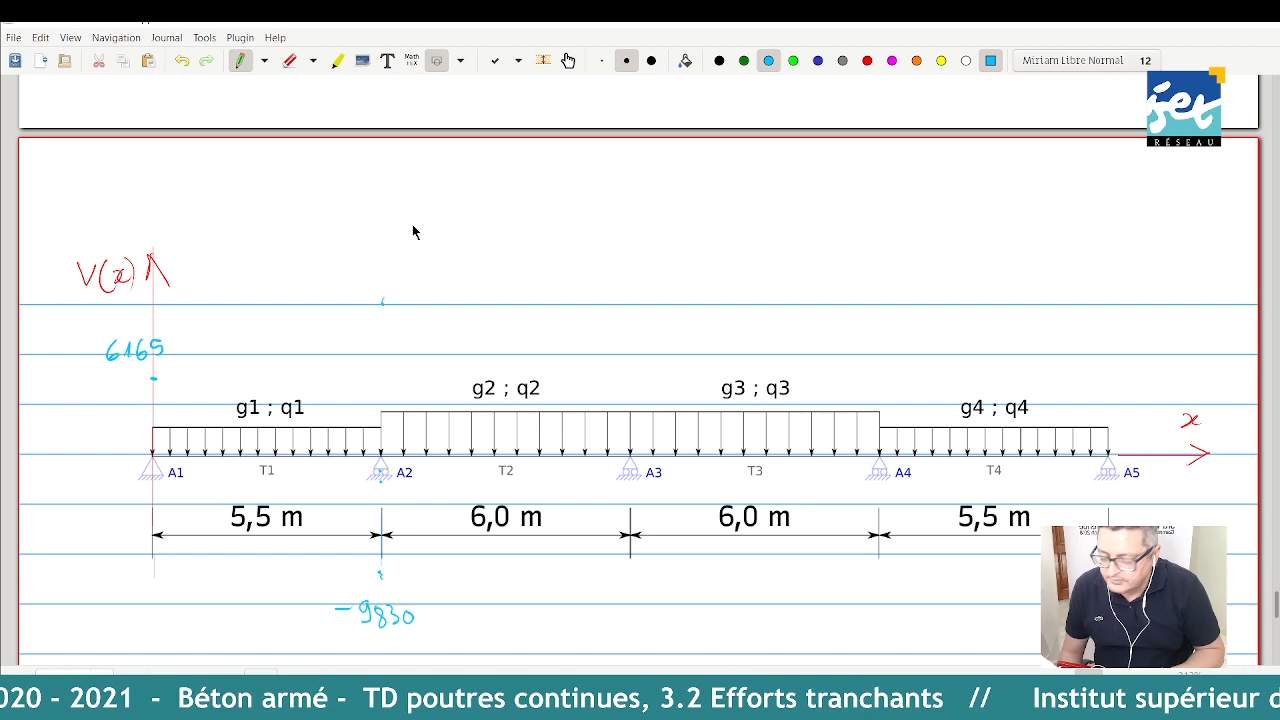 File Edit View Navigation Journal Tools Plugin Help
Miriam Libre Normal 12
iset
RÉSEAU
V(x)
6165
g1 ; q1
g2 ; q2
g3 ; q3
g4 ; q4
x
A1 T1 A2 T2 A3 T3 A4 T4 A5
5,5 m 6,0 m 6,0 m 5,5 m
-9830
020 - 2021 - Béton armé - TD poutres continues, 3.2 Efforts tranchants // Institut supérieur d